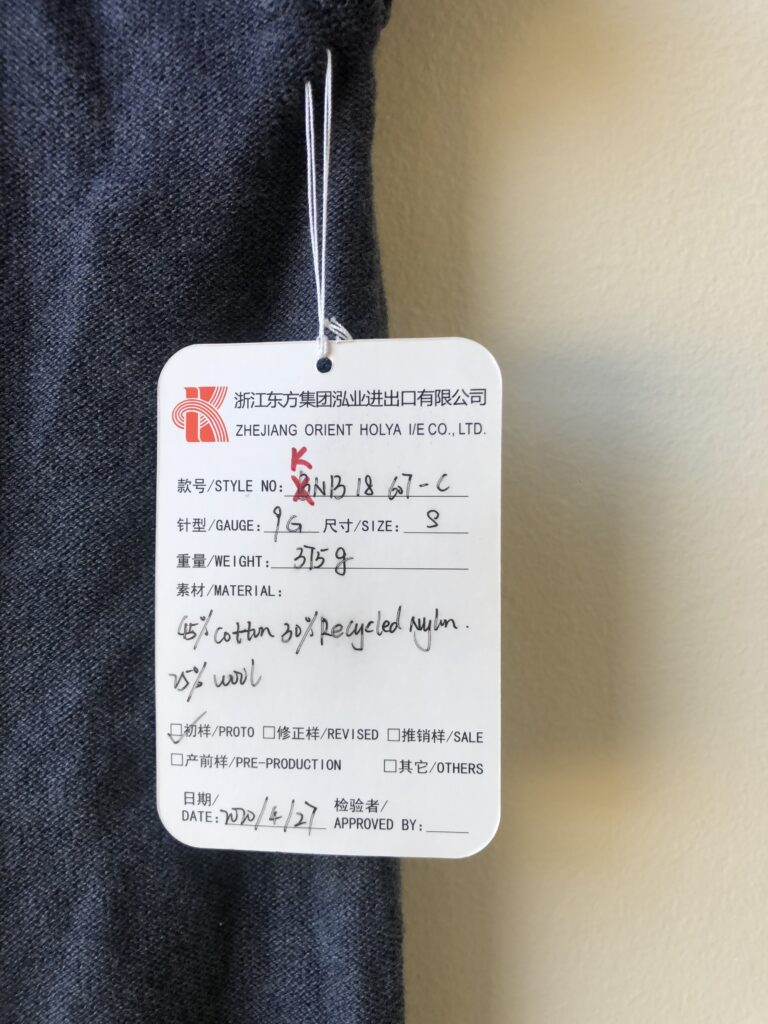 浙江东方集团泓业进出口有限公司
ZHEJIANG ORIENT HOLYA I/E CO., LTD.
K
款号/STYLE NO: NB18607-C
针型/GAUGE: 9G 尺寸/SIZE: S
重量/WEIGHT: 375g
素材/MATERIAL:
45% cotton 30% Recycled Nylon.
25% wool
初样/PROTO 修正样/REVISED 推销样/SALE
产前样/PRE-PRODUCTION 其它/OTHERS
日期/ 检验者/
DATE: 2020/4/27 APPROVED BY: